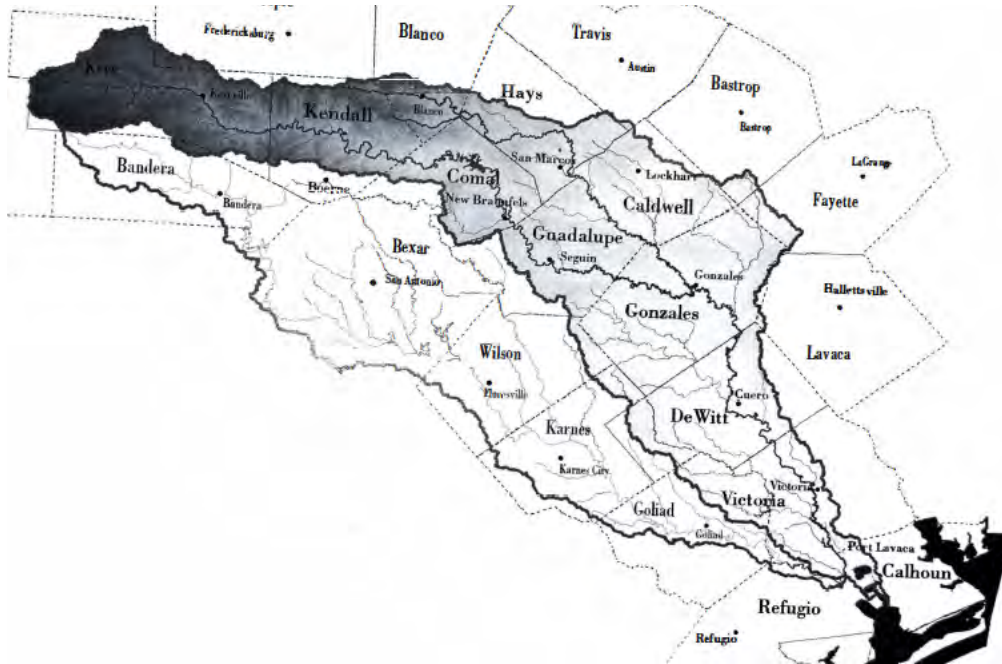 Fredericksburg
Blanco
Travis
Austin
Bastrop
Bastrop
Hays
Kerr
Kerrville
Kendall
Blanco
San Marcos
Lockhart
LaGrange
Fayette
Bandera
Bandera
Boerne
Comal
New Braunfels
Caldwell
Bexar
San Antonio
Guadalupe
Seguin
Gonzales
Gonzales
Hallettsville
Lavaca
Wilson
Floresville
Cuero
DeWitt
Karnes
Karnes City
Victoria
Victoria
Goliad
Goliad
Port Lavaca
Calhoun
Refugio
Refugio